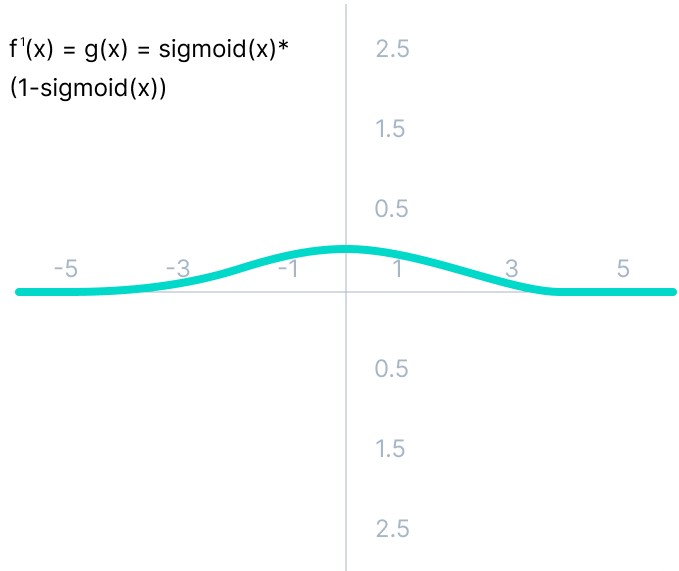 f¹(x) = g(x) = sigmoid(x)*
(1-sigmoid(x))
2.5
1.5
0.5
-5 -3 -1 1 3 5
0.5
1.5
2.5